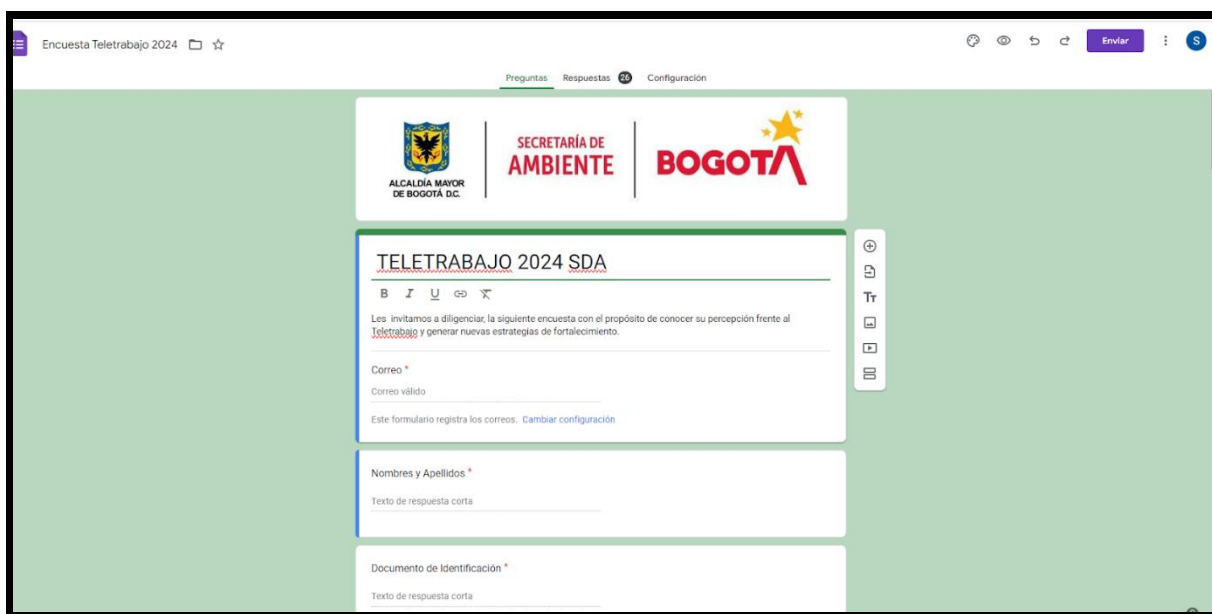 Encuesta Teletrabajo 2024
Enviar
S
Preguntas Respuestas 26 Configuración
ALCALDÍA MAYOR
DE BOGOTÁ D.C.
SECRETARÍA DE
AMBIENTE
BOGOTÁ
TELETRABAJO 2024 SDA
B I U
Les invitamos a diligenciar, la siguiente encuesta con el propósito de conocer su percepción frente al
Teletrabajo y generar nuevas estrategias de fortalecimiento.
Tт
Correo *
Correo válido
Este formulario registra los correos. Cambiar configuración
Nombres y Apellidos *
Texto de respuesta corta
Documento de Identificación *
Texto de respuesta corta